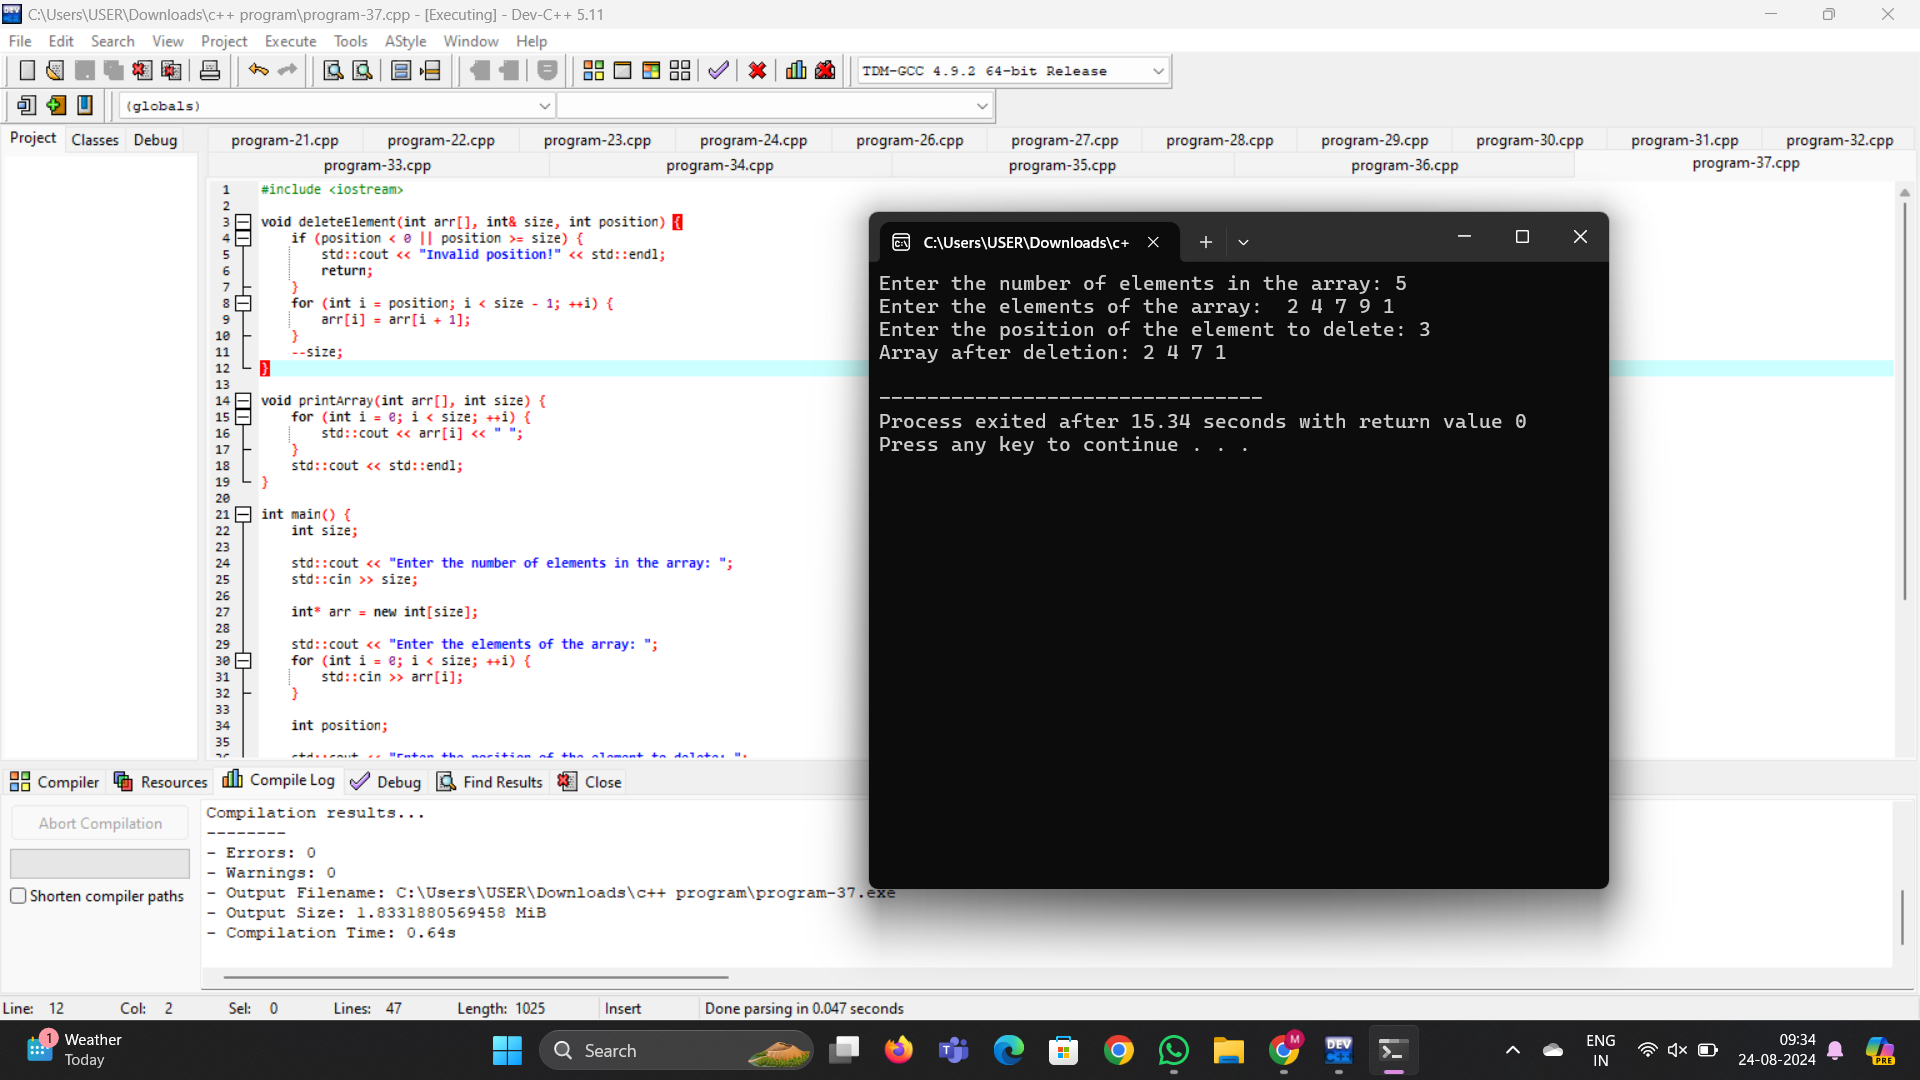 C:\Users\USER\Downloads\c++ program\program-37.cpp - [Executing] - Dev-C++ 5.11
File Edit Search View Project Execute Tools AStyle Window Help
TDM-GCC 4.9.2 64-bit Release
(globals)
Project Classes Debug
program-21.cpp program-22.cpp program-23.cpp program-24.cpp program-26.cpp program-27.cpp program-28.cpp program-29.cpp program-30.cpp program-31.cpp program-32.cpp
program-33.cpp program-34.cpp program-35.cpp program-36.cpp program-37.cpp
1 #include <iostream>
2
3 void deleteElement(int arr[], int& size, int position) {
4 if (position < 0 || position >= size) {
5 std::cout << "Invalid position!" << std::endl;
6 return;
7 }
8 for (int i = position; i < size - 1; ++i) {
9 arr[i] = arr[i + 1];
10 }
11 --size;
12 }
13
14 void printArray(int arr[], int size) {
15 for (int i = 0; i < size; ++i) {
16 std::cout << arr[i] << " ";
17 }
18 std::cout << std::endl;
19 }
20
21 int main() {
22 int size;
23
24 std::cout << "Enter the number of elements in the array: ";
25 std::cin >> size;
26
27 int* arr = new int[size];
28
29 std::cout << "Enter the elements of the array: ";
30 for (int i = 0; i < size; ++i) {
31 std::cin >> arr[i];
32 }
33
34 int position;
35
36 std::cout << "Enter the position of the element to delete: ";
C:\Users\USER\Downloads\c+
Enter the number of elements in the array: 5
Enter the elements of the array:  2 4 7 9 1
Enter the position of the element to delete: 3
Array after deletion: 2 4 7 1
--------------------------------
Process exited after 15.34 seconds with return value 0
Press any key to continue . . .
Compiler Resources Compile Log Debug Find Results Close
Abort Compilation
Shorten compiler paths
Compilation results...
--------
- Errors: 0
- Warnings: 0
- Output Filename: C:\Users\USER\Downloads\c++ program\program-37.exe
- Output Size: 1.8331880569458 MiB
- Compilation Time: 0.64s
Line: 12 Col: 2 Sel: 0 Lines: 47 Length: 1025 Insert Done parsing in 0.047 seconds
1
Weather
Today
Search
M
DEV
PRE
ENG
IN
09:34
24-08-2024